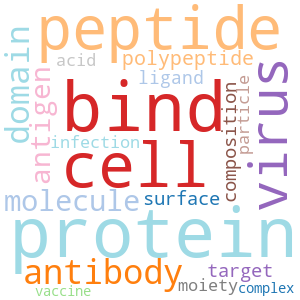 peptide
acid
polypeptide
domain
ligand
antigen
bind
virus
composition
particle
infection
cell
molecule
surface
protein
antibody
target
moiety
complex
vaccine